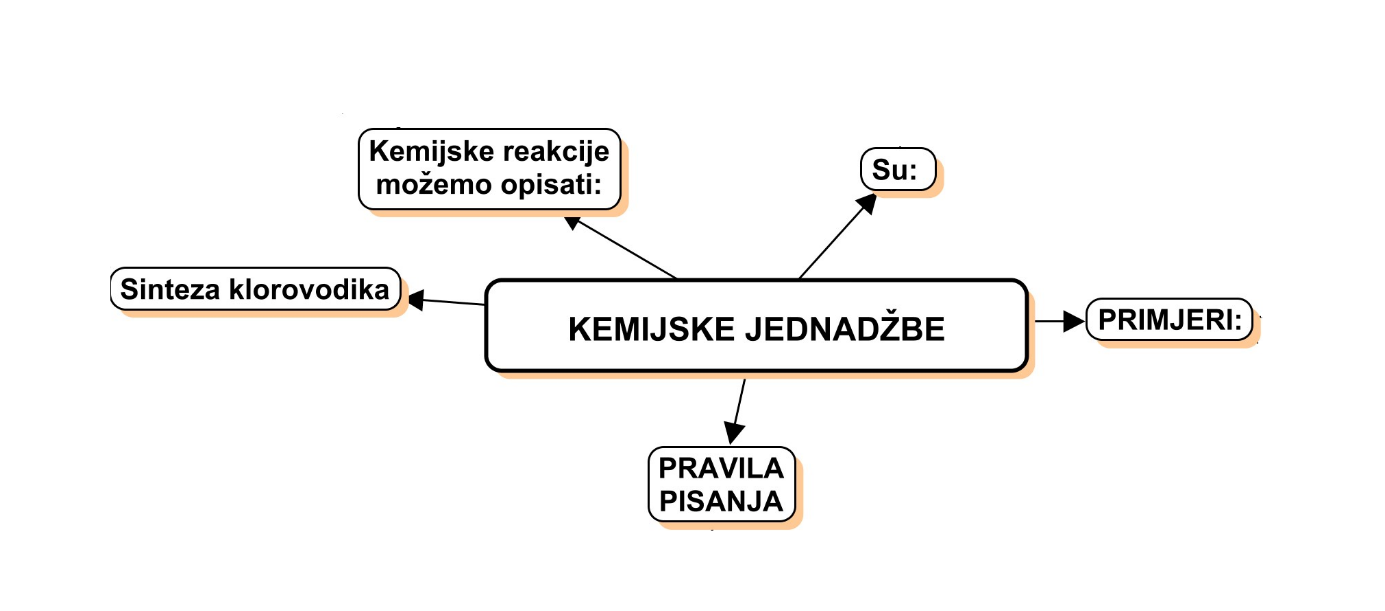 Kemijske reakcije
možemo opisati:
Su:
Sinteza klorovodika
KEMIJSKE JEDNADŽBE
PRIMJERI:
PRAVILA
PISANJA